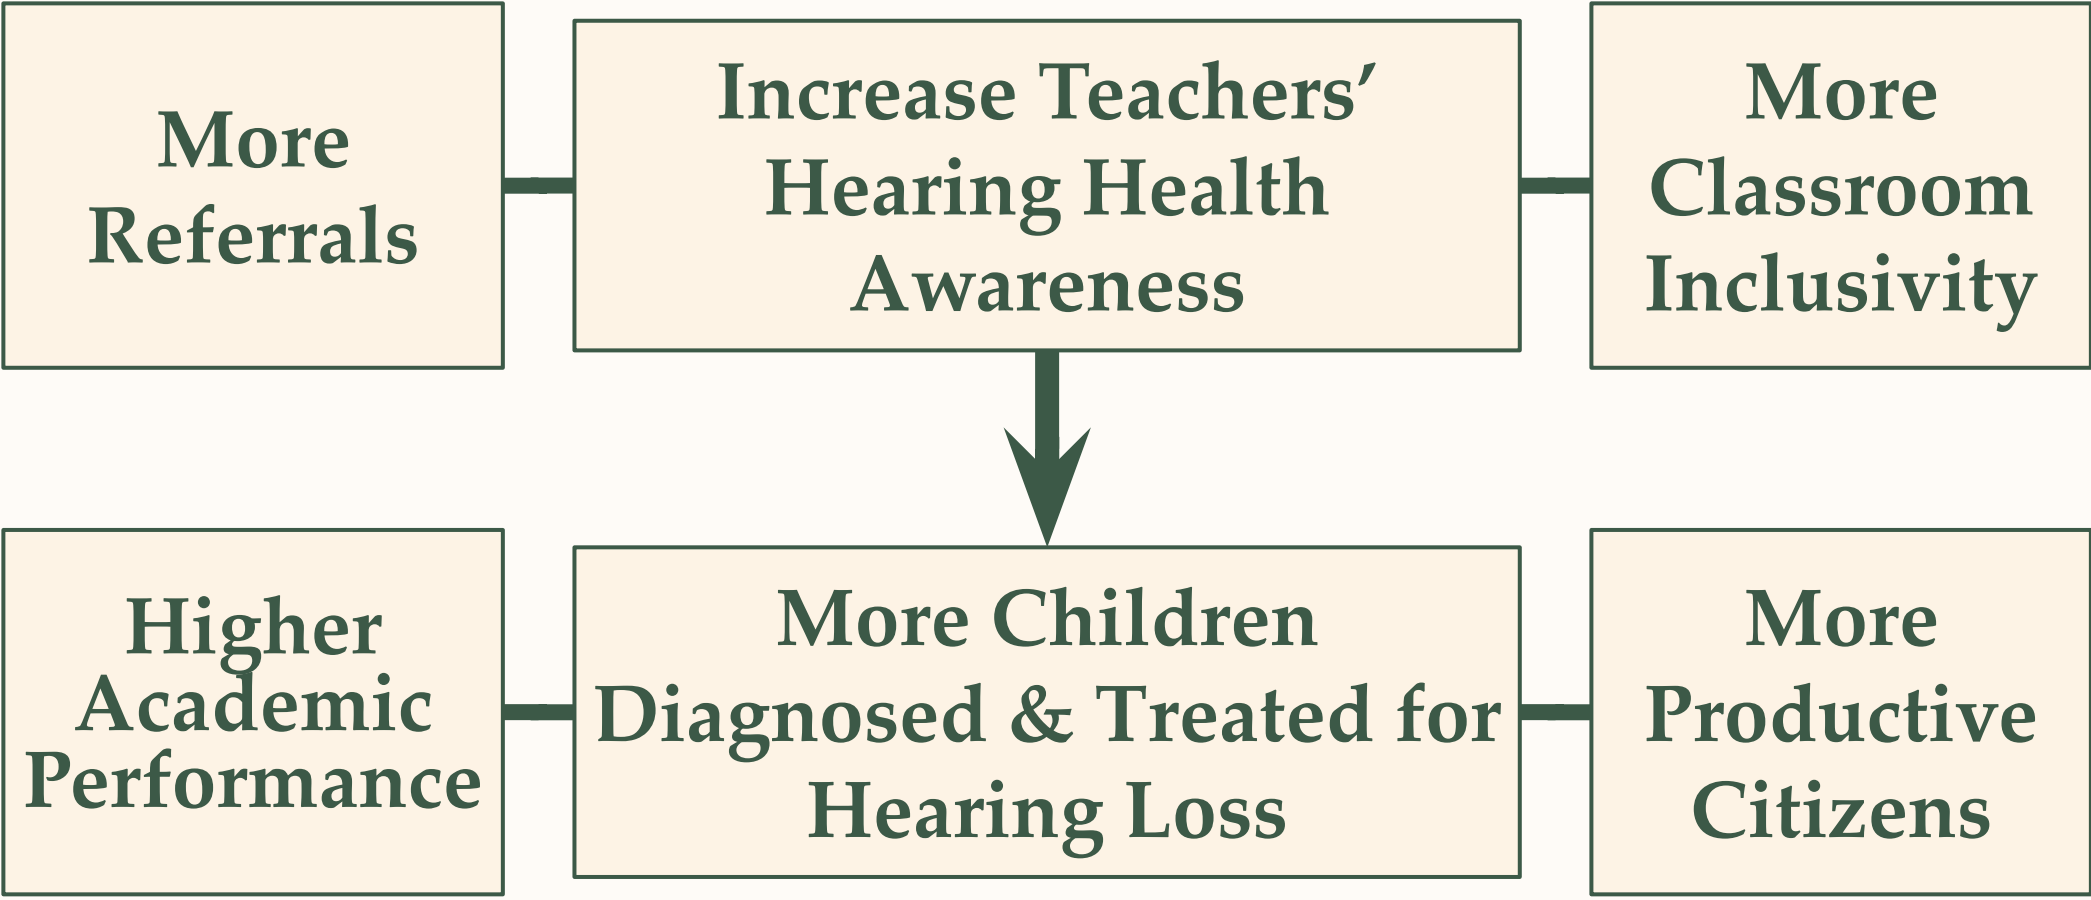 More
Referrals
Increase Teachers’
Hearing Health
Awareness
More
Classroom
Inclusivity
Higher
Academic
Performance
More Children
Diagnosed & Treated for
Hearing Loss
More
Productive
Citizens